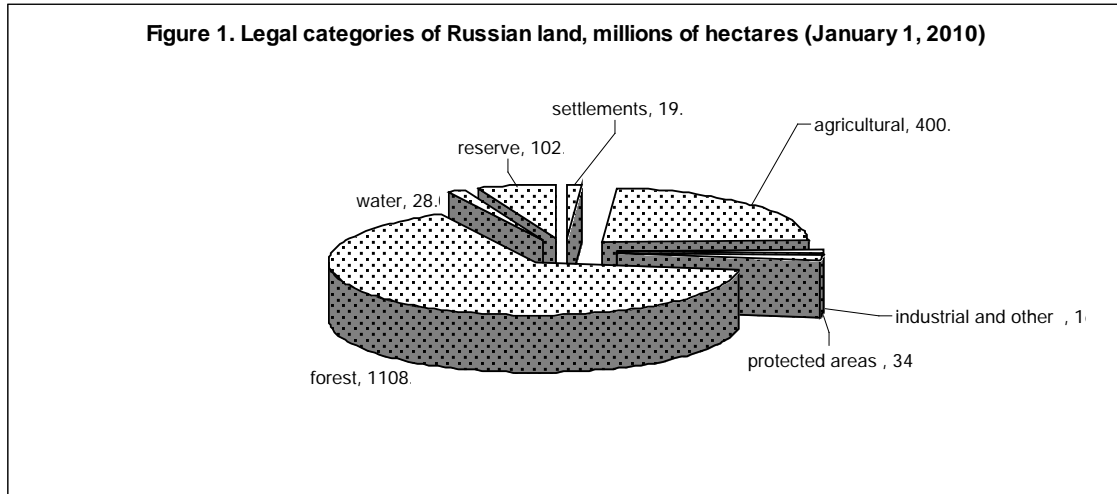 Figure 1. Legal categories of Russian land, millions of hectares (January 1, 2010)
settlements, 19.
agricultural, 400.
reserve, 102.
water, 28.
industrial and other , 1
protected areas , 34
forest, 1108.